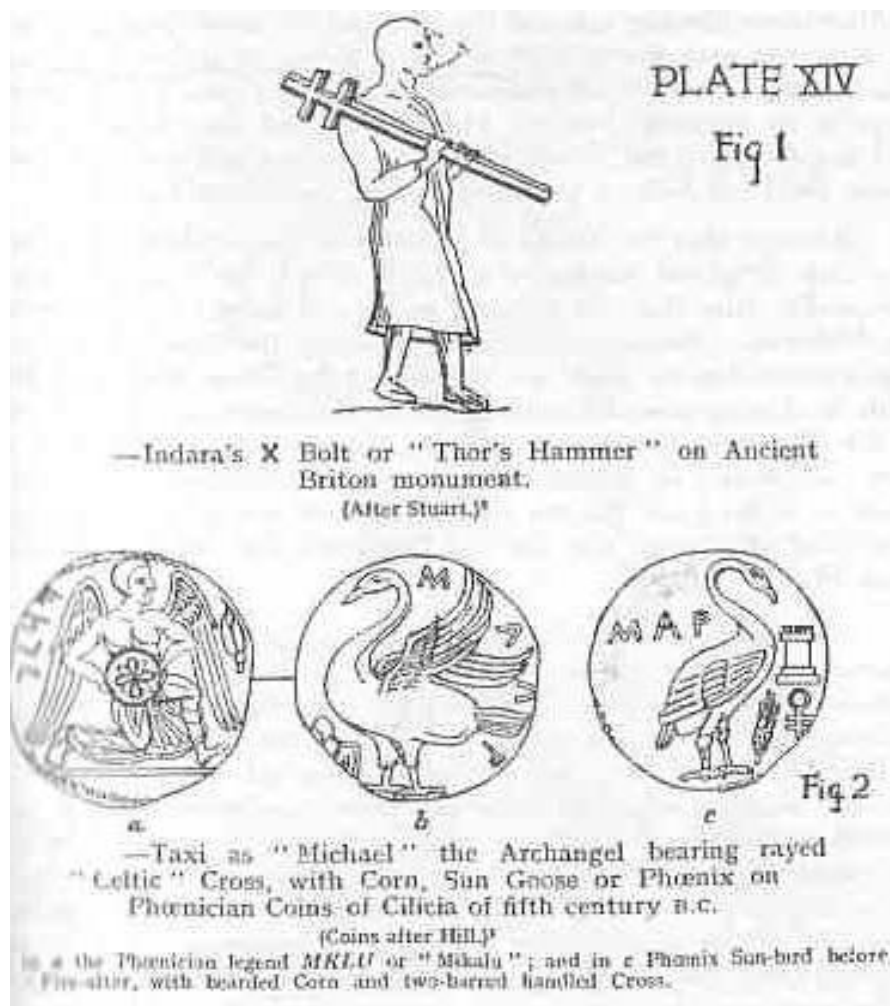 PLATE XIV
Fig 1
—Indara's X Bolt or "Thor's Hammer" on Ancient
Briton monument.
(After Stuart.)
M
M A P
Fig 2
a b c
—Taxi as "Michael" the Archangel bearing rayed
"Celtic" Cross, with Corn, Sun Goose or Phœnix on
Phœnician Coins of Cilicia of fifth century B.C.
(Coins after Hill.)
the Phœnician legend MKLU or "Mikalu"; and in c Phœnix Sun-bird before
Fire-altar, with bearded Corn and two-barred handled Cross.